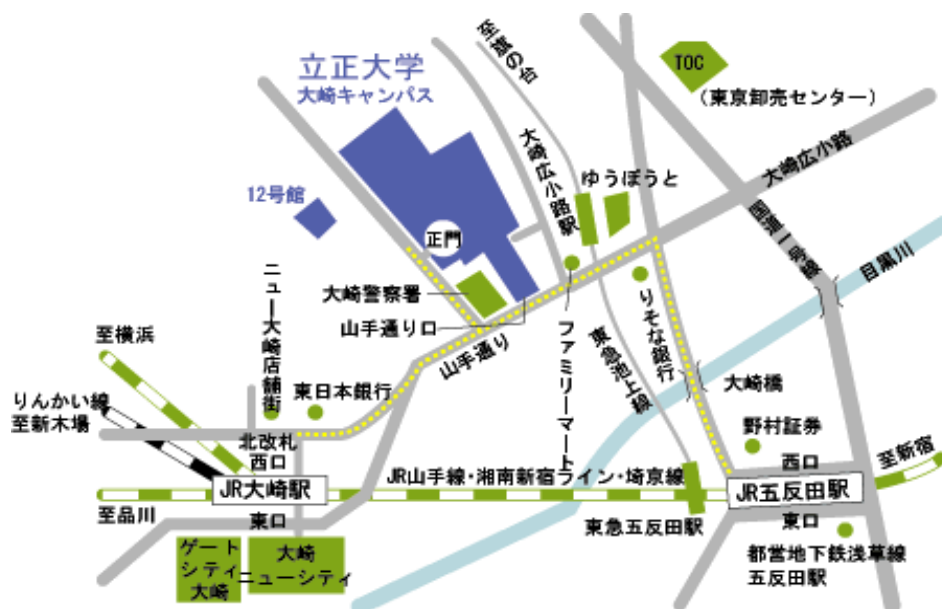 立正大学
大崎キャンパス
至旗の台
TOC
(東京卸売センター)
大崎広小路
大崎広小路駅
ゆうぽうと
12号館
正門
国道一号線
目黒川
大崎警察署
山手通り口
山手通り
ファミリーマート
りそな銀行
東急池上線
大崎橋
ニュー大崎店舗街
東日本銀行
至横浜
りんかい線
至新木場
北改札
西口
JR大崎駅
東口
至品川
JR山手線・湘南新宿ライン・埼京線
野村証券
西口
至新宿
JR五反田駅
東口
東急五反田駅
都営地下鉄浅草線
五反田駅
ゲート
シティ
大崎
大崎
ニューシティ